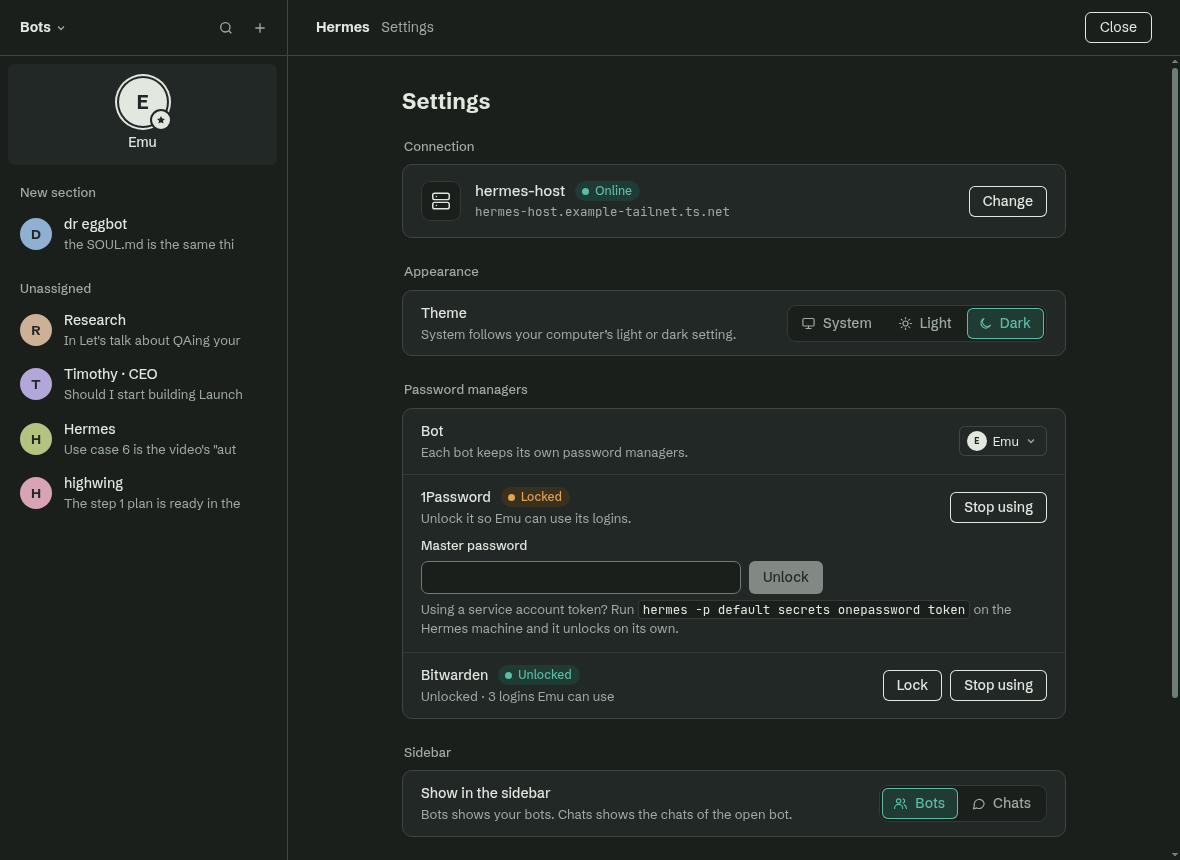 Bots
Hermes Settings
Close
E
Emu
New section
D
dr eggbot
the SOUL.md is the same thi
Unassigned
R
Research
In Let's talk about QAing your
T
Timothy · CEO
Should I start building Launch
H
Hermes
Use case 6 is the video's "aut
H
highwing
The step 1 plan is ready in the
Settings
Connection
hermes-host Online
hermes-host.example-tailnet.ts.net
Change
Appearance
Theme
System follows your computer's light or dark setting.
System Light Dark
Password managers
Bot
Each bot keeps its own password managers.
E Emu
1Password Locked
Unlock it so Emu can use its logins.
Stop using
Master password
Unlock
Using a service account token? Run hermes -p default secrets onepassword token on the
Hermes machine and it unlocks on its own.
Bitwarden Unlocked
Unlocked · 3 logins Emu can use
Lock Stop using
Sidebar
Show in the sidebar
Bots shows your bots. Chats shows the chats of the open bot.
Bots Chats